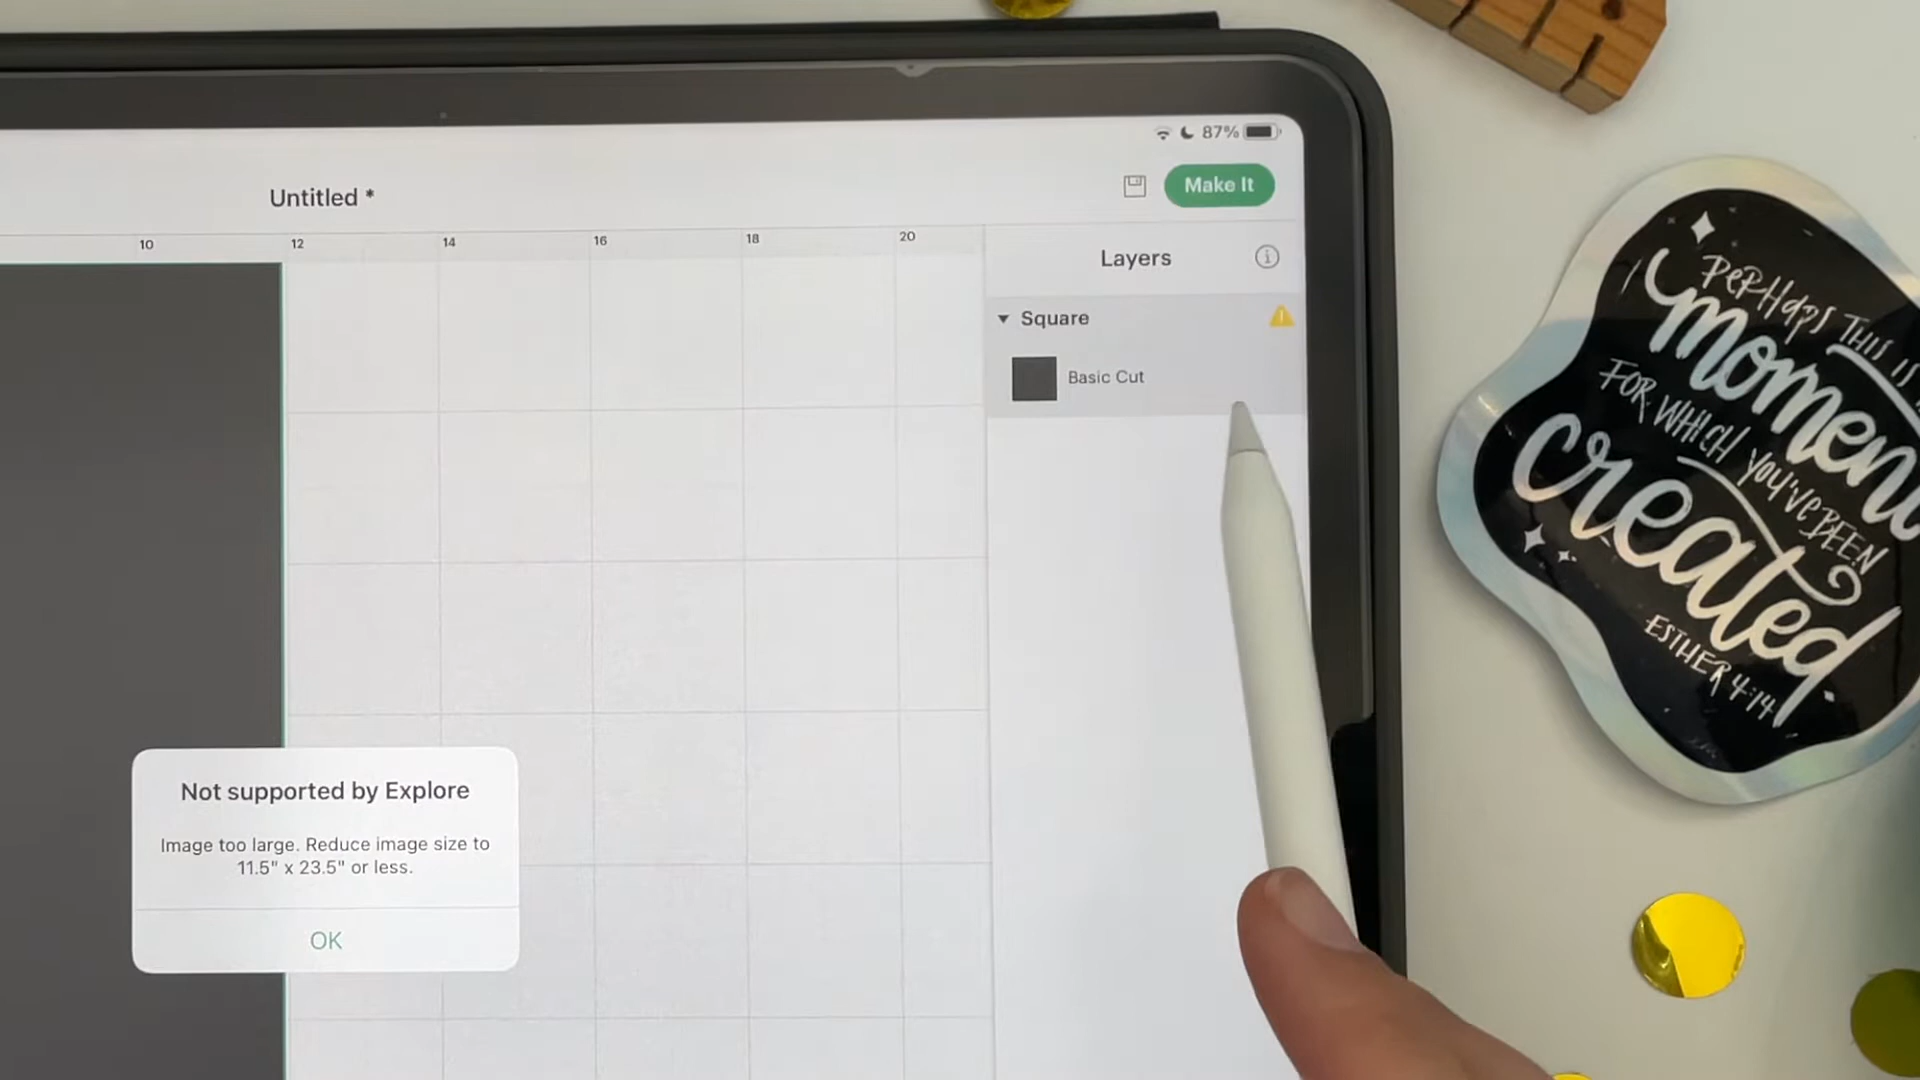 87%
Untitled *
Make It
10 12 14 16 18 20
Layers
Square
Basic Cut
Not supported by Explore
Image too large. Reduce image size to
11.5" x 23.5" or less.
OK
PERHAPS THIS IS
momen
FOR WHICH YOU'VE BEEN
created
ESTHER 4:14